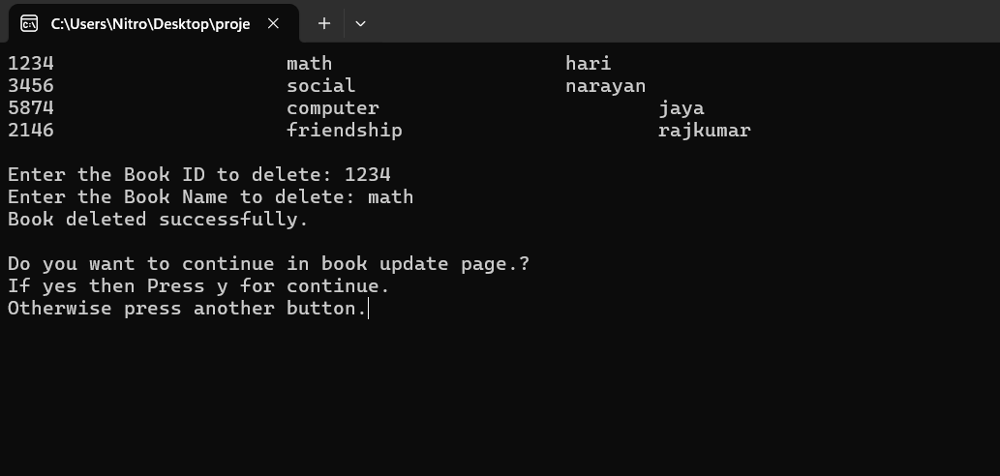 C:\Users\Nitro\Desktop\proje
1234 math hari
3456 social narayan
5874 computer jaya
2146 friendship rajkumar
Enter the Book ID to delete: 1234
Enter the Book Name to delete: math
Book deleted successfully.
Do you want to continue in book update page.?
If yes then Press y for continue.
Otherwise press another button.